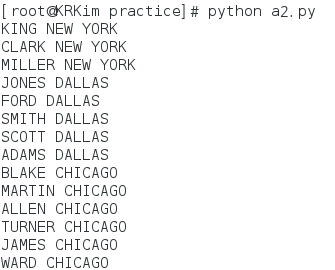 [root@KRKim practice]# python a2.py
KING NEW YORK
CLARK NEW YORK
MILLER NEW YORK
JONES DALLAS
FORD DALLAS
SMITH DALLAS
SCOTT DALLAS
ADAMS DALLAS
BLAKE CHICAGO
MARTIN CHICAGO
ALLEN CHICAGO
TURNER CHICAGO
JAMES CHICAGO
WARD CHICAGO